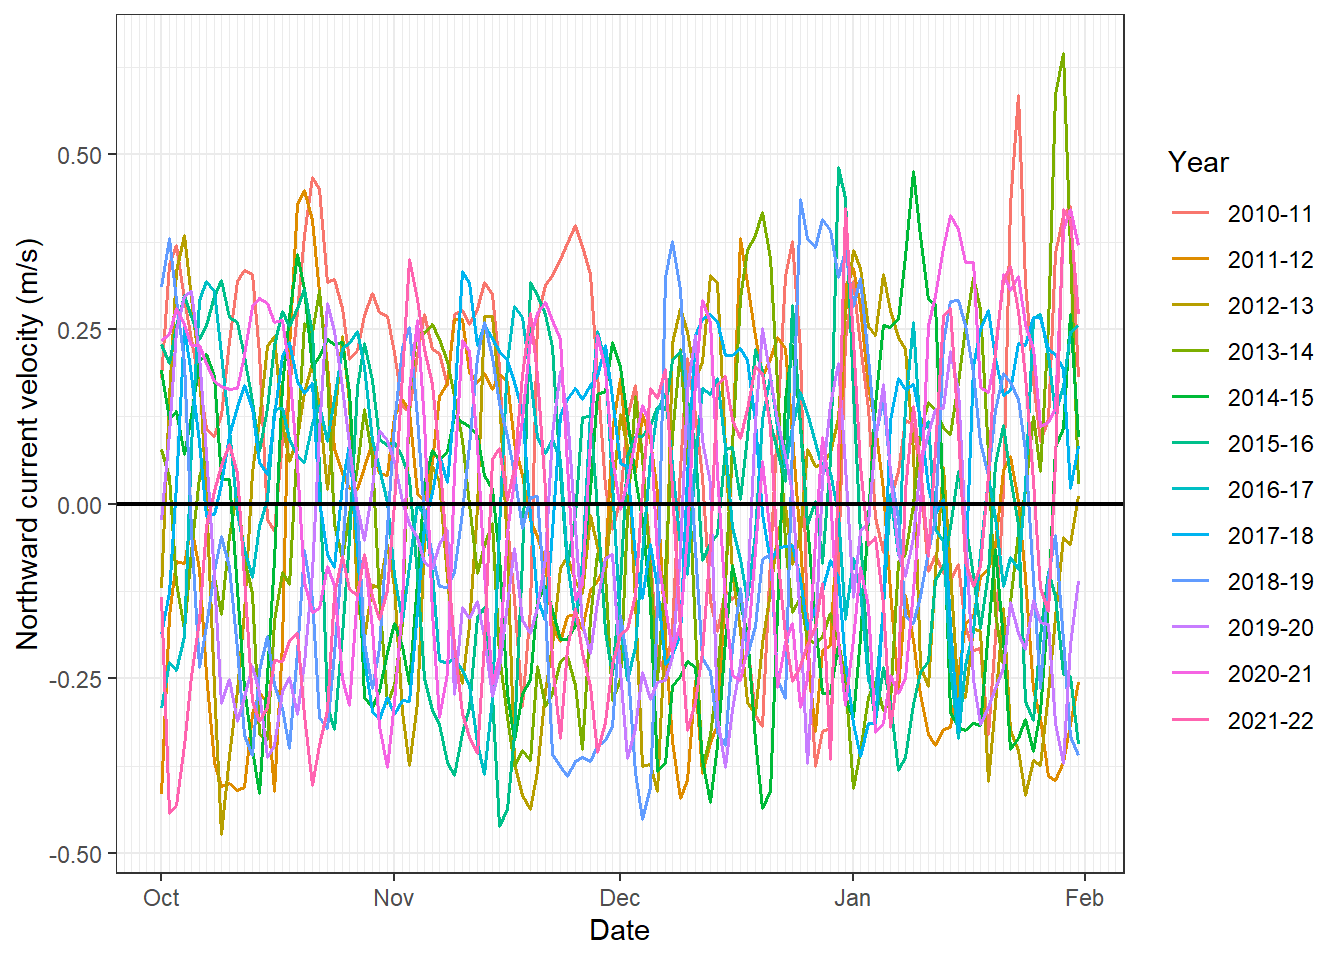 Northward current velocity (m/s)
0.50
0.25
0.00
-0.25
-0.50
Oct
Nov
Dec
Jan
Feb
Date
Year
2010-11
2011-12
2012-13
2013-14
2014-15
2015-16
2016-17
2017-18
2018-19
2019-20
2020-21
2021-22